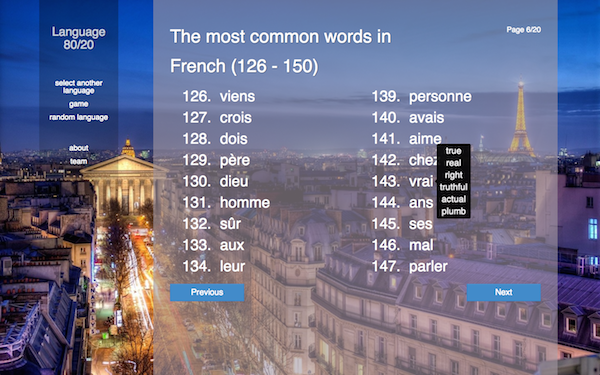 Language
80/20
select another
language
game
random language
about
team
Page 6/20
The most common words in
French (126 - 150)
126. viens
127. crois
128. dois
129. père
130. dieu
131. homme
132. sûr
133. aux
134. leur
139. personne
140. avais
141. aime
142. chez
143. vrai
144. ans
145. ses
146. mal
147. parler
true
real
right
truthful
actual
plumb
Previous
Next